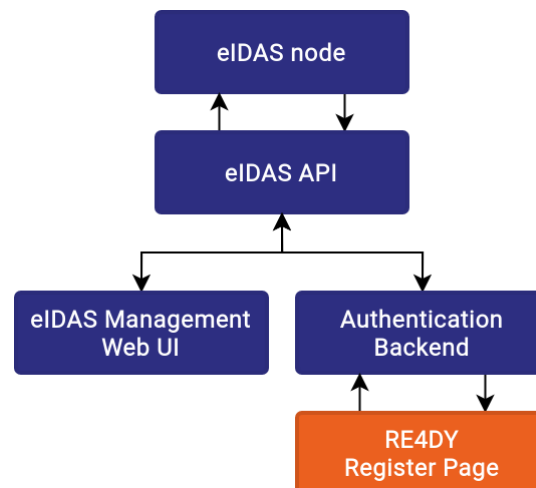 eIDAS node
eIDAS API
eIDAS Management
Web UI
Authentication
Backend
RE4DY
Register Page